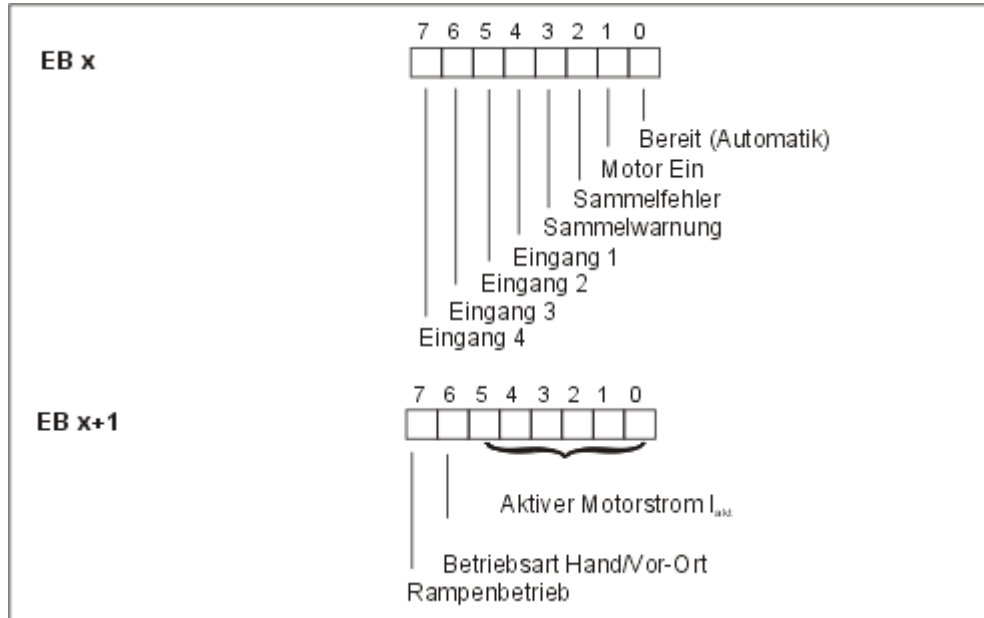 7 6 5 4 3 2 1 0
EB x
Bereit (Automatik)
Motor Ein
Sammelfehler
Sammelwarnung
Eingang 1
Eingang 2
Eingang 3
Eingang 4
7 6 5 4 3 2 1 0
EB x+1
Aktiver Motorstrom Iakt
Betriebsart Hand/Vor-Ort
Rampenbetrieb